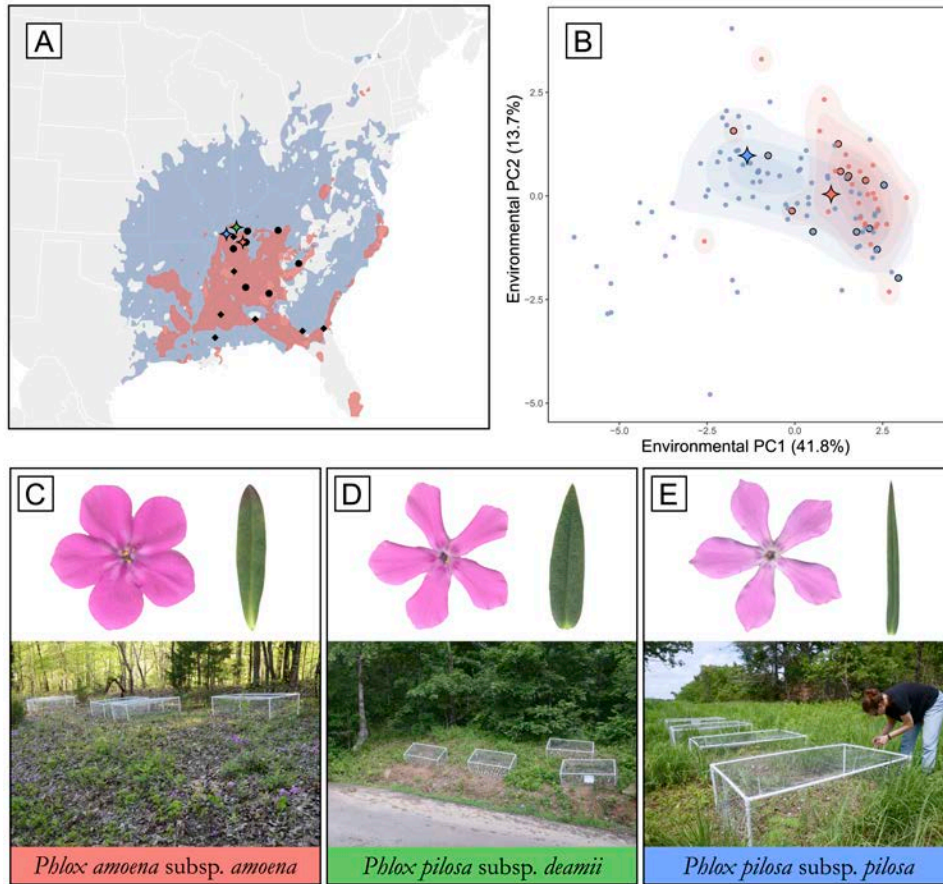 A
B
Environmental PC2 (13.7%)
2.5
0.0
−2.5
−5.0
−5.0
−2.5
0.0
2.5
Environmental PC1 (41.8%)
C
D
E
Phlox amoena subsp. amoena
Phlox pilosa subsp. deamii
Phlox pilosa subsp. pilosa